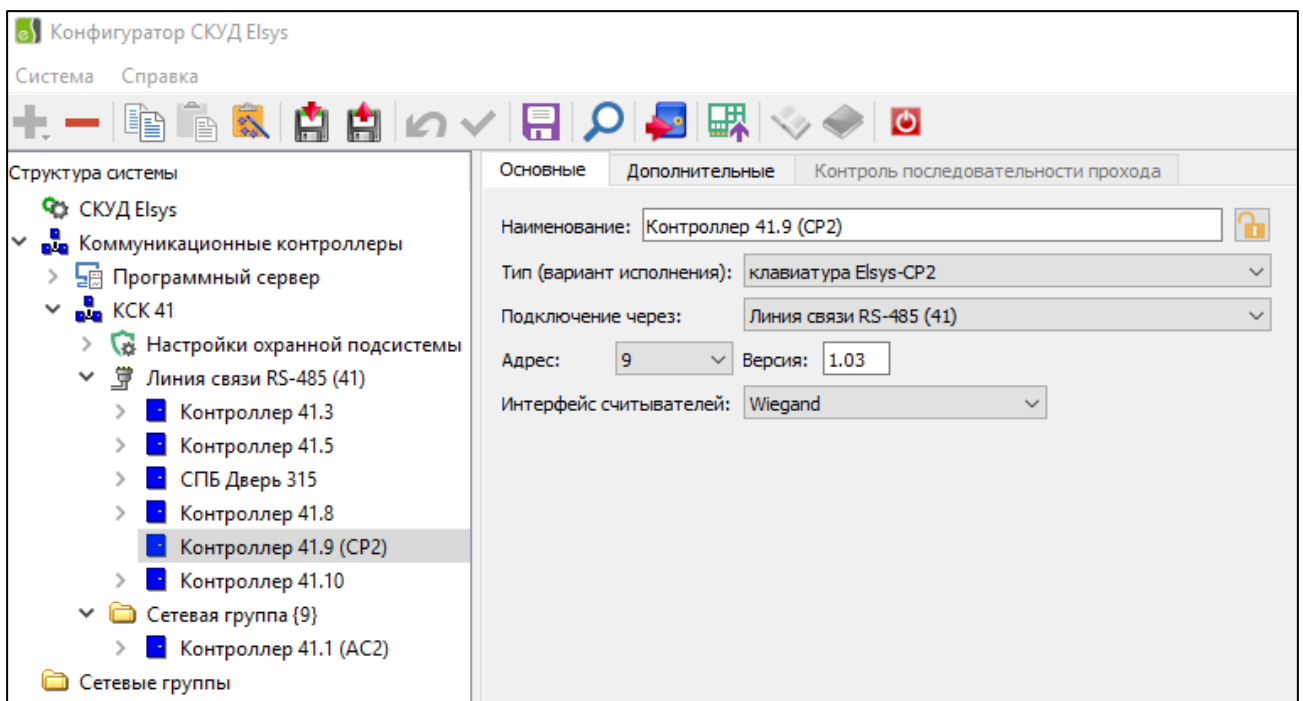 Конфигуратор СКУД Elsys
Система Справка
Структура системы
СКУД Elsys
Коммуникационные контроллеры
Программный сервер
КСК 41
Настройки охранной подсистемы
Линия связи RS-485 (41)
Контроллер 41.3
Контроллер 41.5
СПБ Дверь 315
Контроллер 41.8
Контроллер 41.9 (CP2)
Контроллер 41.10
Сетевая группа {9}
Контроллер 41.1 (AC2)
Сетевые группы
Основные Дополнительные Контроль последовательности прохода
Наименование: Контроллер 41.9 (CP2)
Тип (вариант исполнения): клавиатура Elsys-CP2
Подключение через: Линия связи RS-485 (41)
Адрес: 9 Версия: 1.03
Интерфейс считывателей: Wiegand